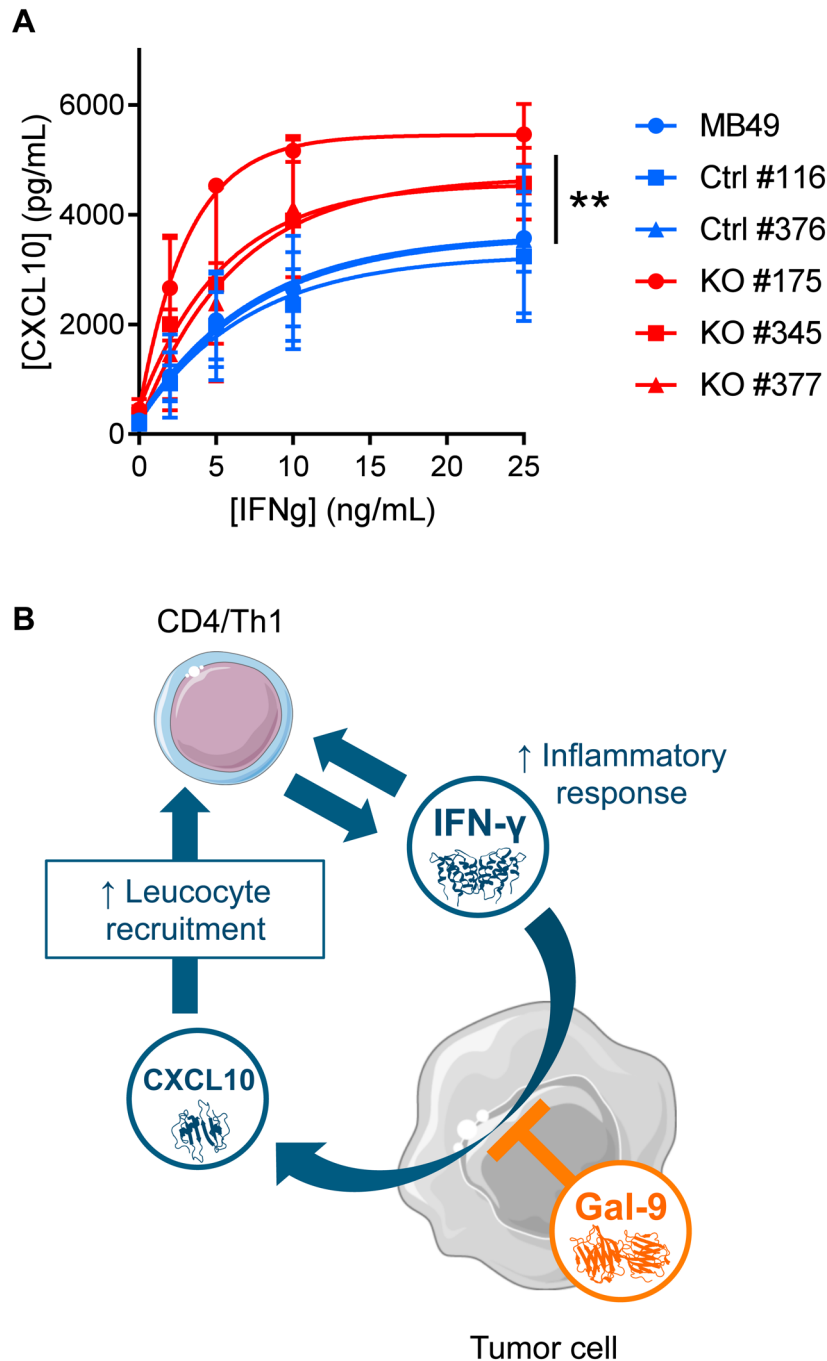 A
[CXCL10] (pg/mL)
6000
4000
2000
0
0 5 10 15 20 25
[IFNg] (ng/mL)
**
MB49
Ctrl #116
Ctrl #376
KO #175
KO #345
KO #377
B
CD4/Th1
↑ Inflammatory
response
IFN-γ
↑ Leucocyte
recruitment
CXCL10
Gal-9
Tumor cell